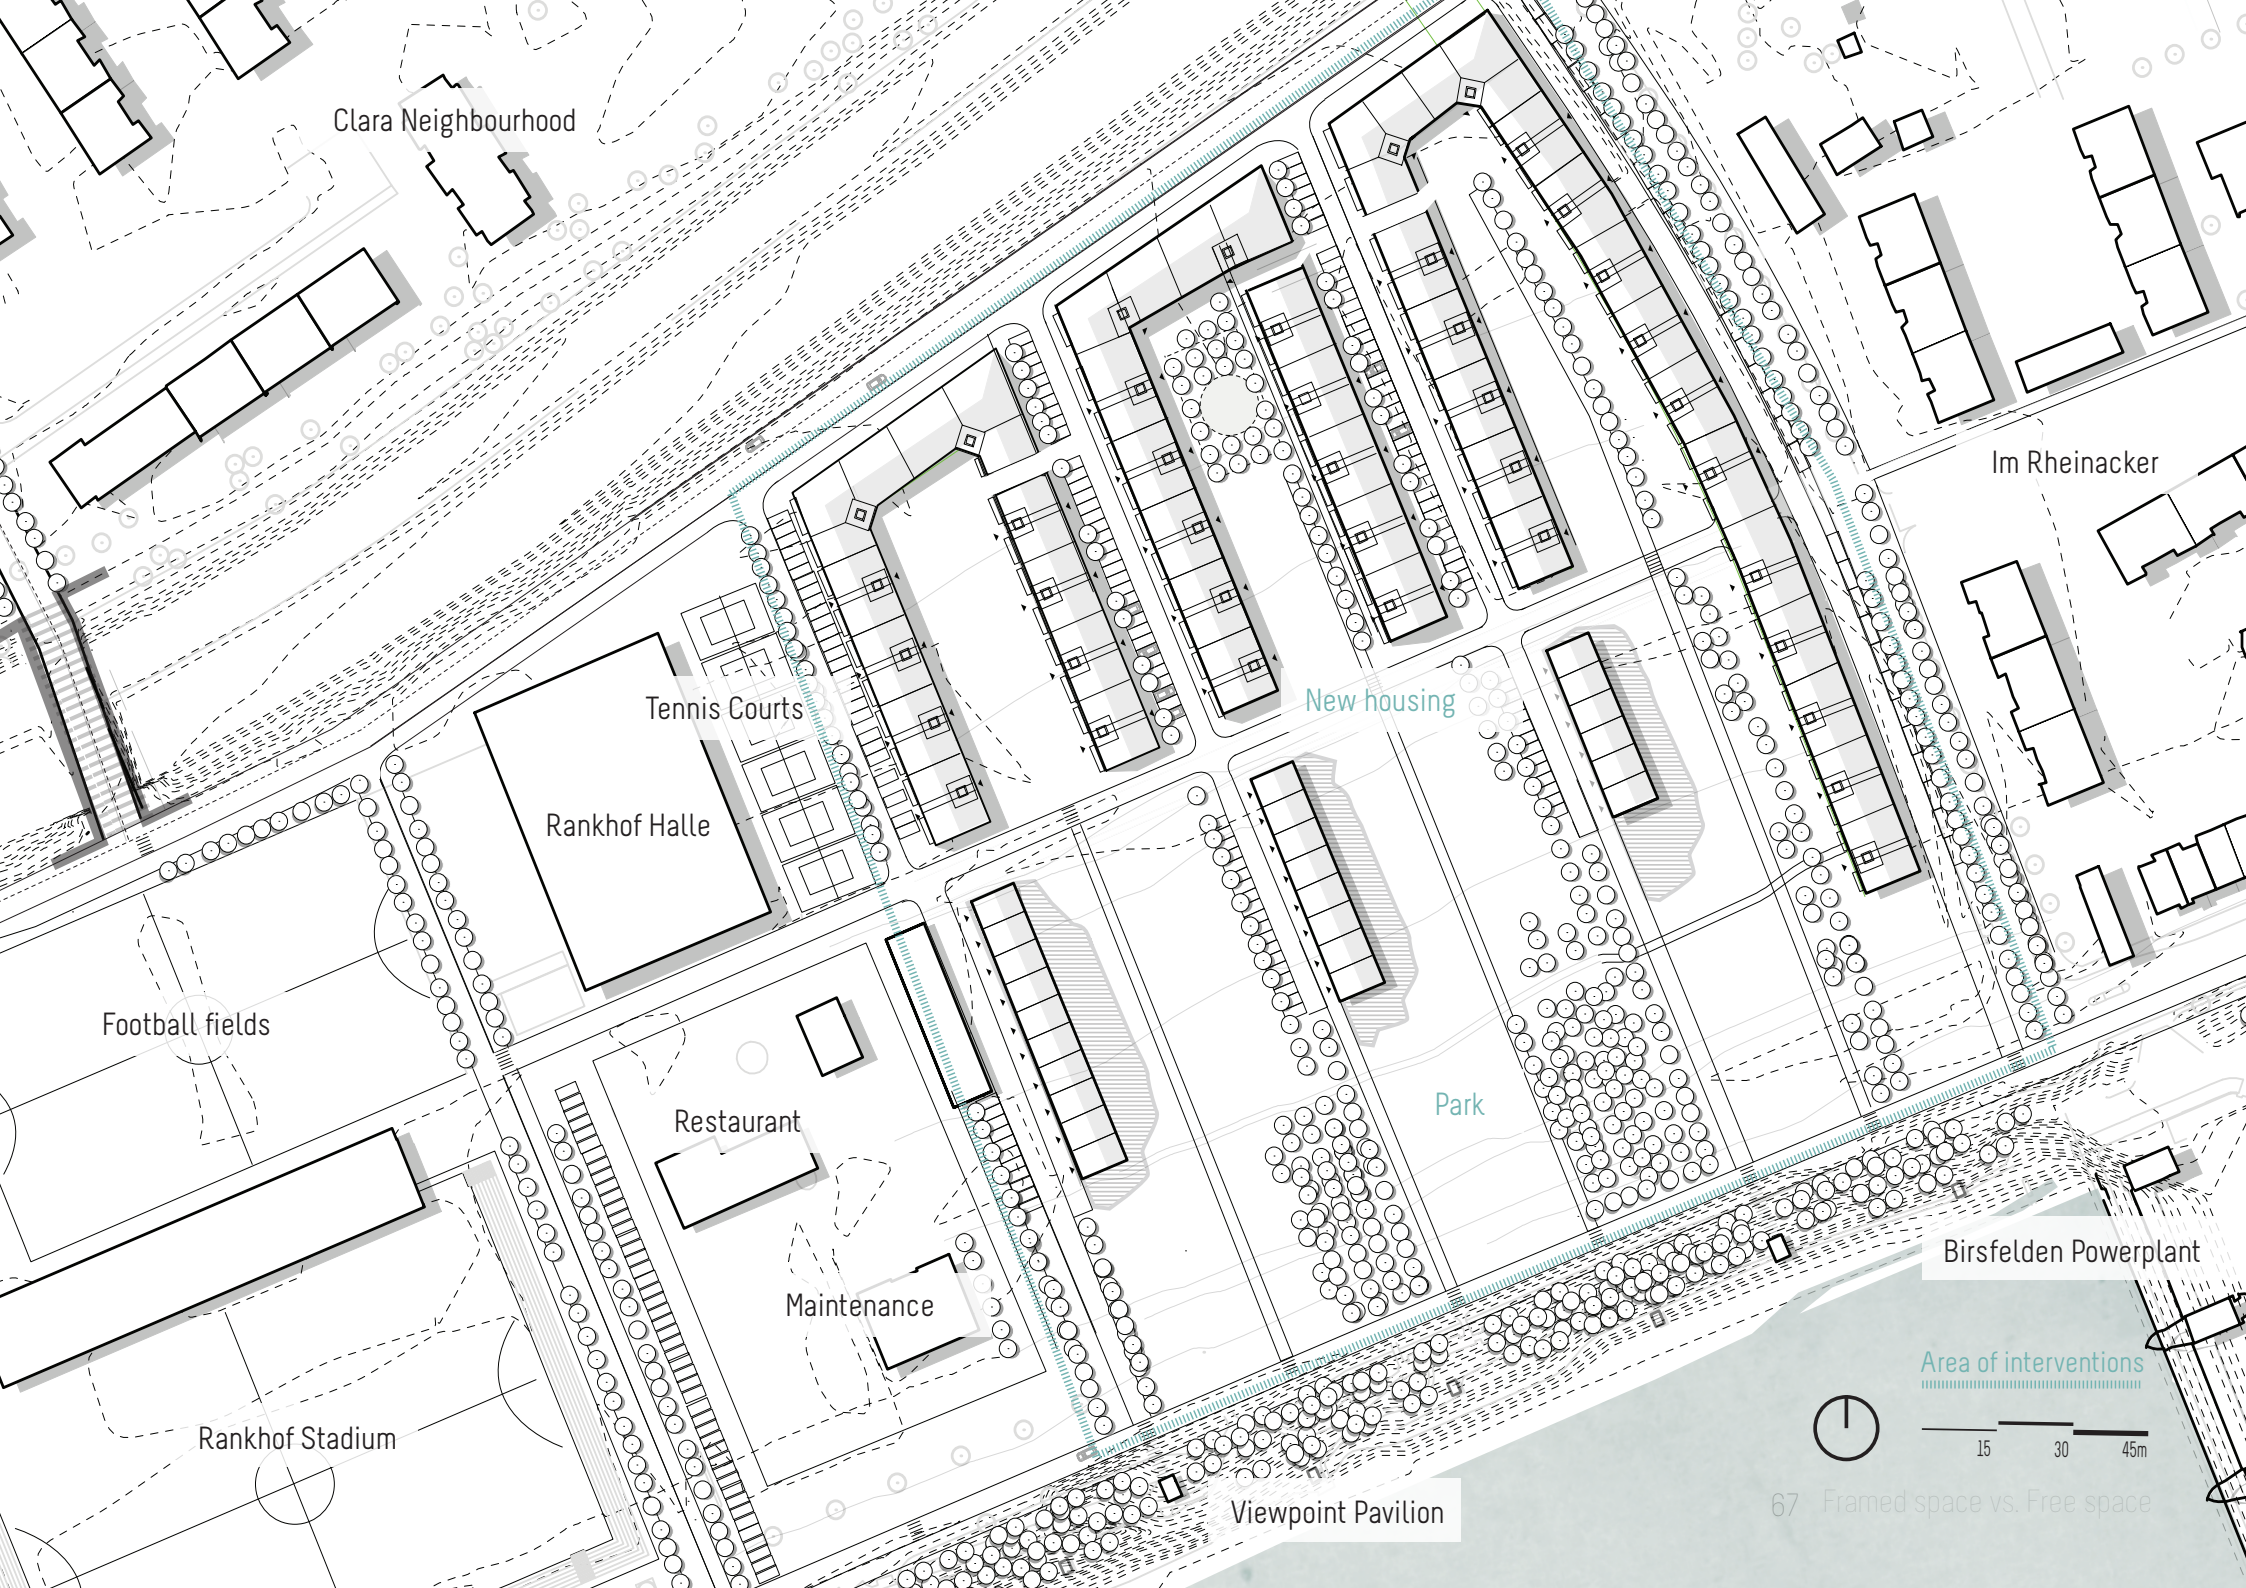 Clara Neighbourhood
Im Rheinacker
New housing
Tennis Courts
Rankhof Halle
Football fields
Park
Restaurant
Birsfelden Powerplant
Maintenance
Area of interventions
Rankhof Stadium
15 30 45m
67 Framed space vs. Free space
Viewpoint Pavilion